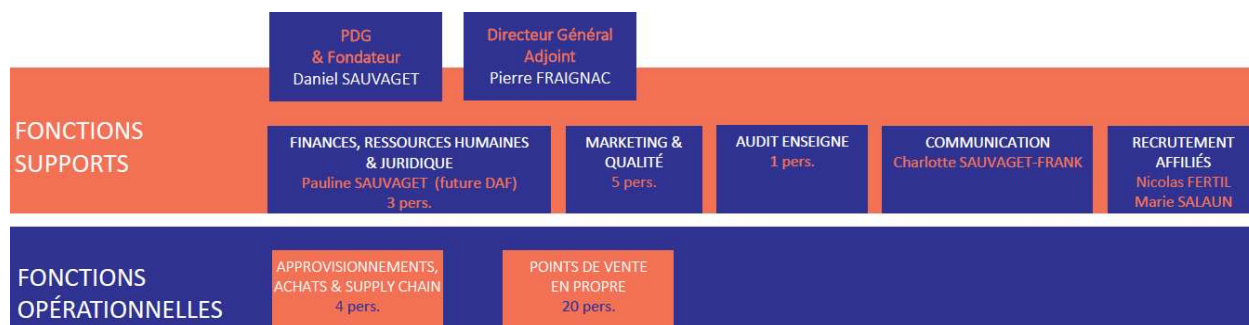 PDG
& Fondateur
Daniel SAUVAGET
Directeur Général
Adjoint
Pierre FRAIGNAC
FONCTIONS
SUPPORTS
FINANCES, RESSOURCES HUMAINES
& JURIDIQUE
Pauline SAUVAGET (future DAF)
3 pers.
MARKETING &
QUALITÉ
5 pers.
AUDIT ENSEIGNE
1 pers.
COMMUNICATION
Charlotte SAUVAGET-FRANK
RECRUTEMENT
AFFILIÉS
Nicolas FERTIL
Marie SALAUN
FONCTIONS
OPÉRATIONNELLES
APPROVISIONNEMENTS,
ACHATS & SUPPLY CHAIN
4 pers.
POINTS DE VENTE
EN PROPRE
20 pers.